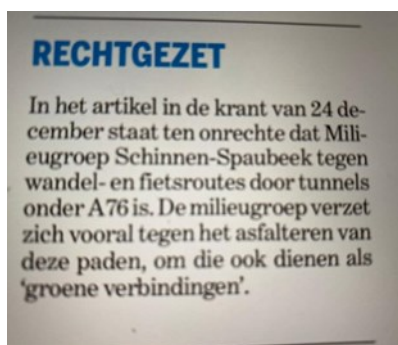 RECHTGEZET
In het artikel in de krant van 24 de-
cember staat ten onrechte dat Mili-
eugroep Schinnen-Spaubeek tegen
wandel- en fietsroutes door tunnels
onder A76 is. De milieugroep verzet
zich vooral tegen het asfalteren van
deze paden, om die ook dienen als
'groene verbindingen'.